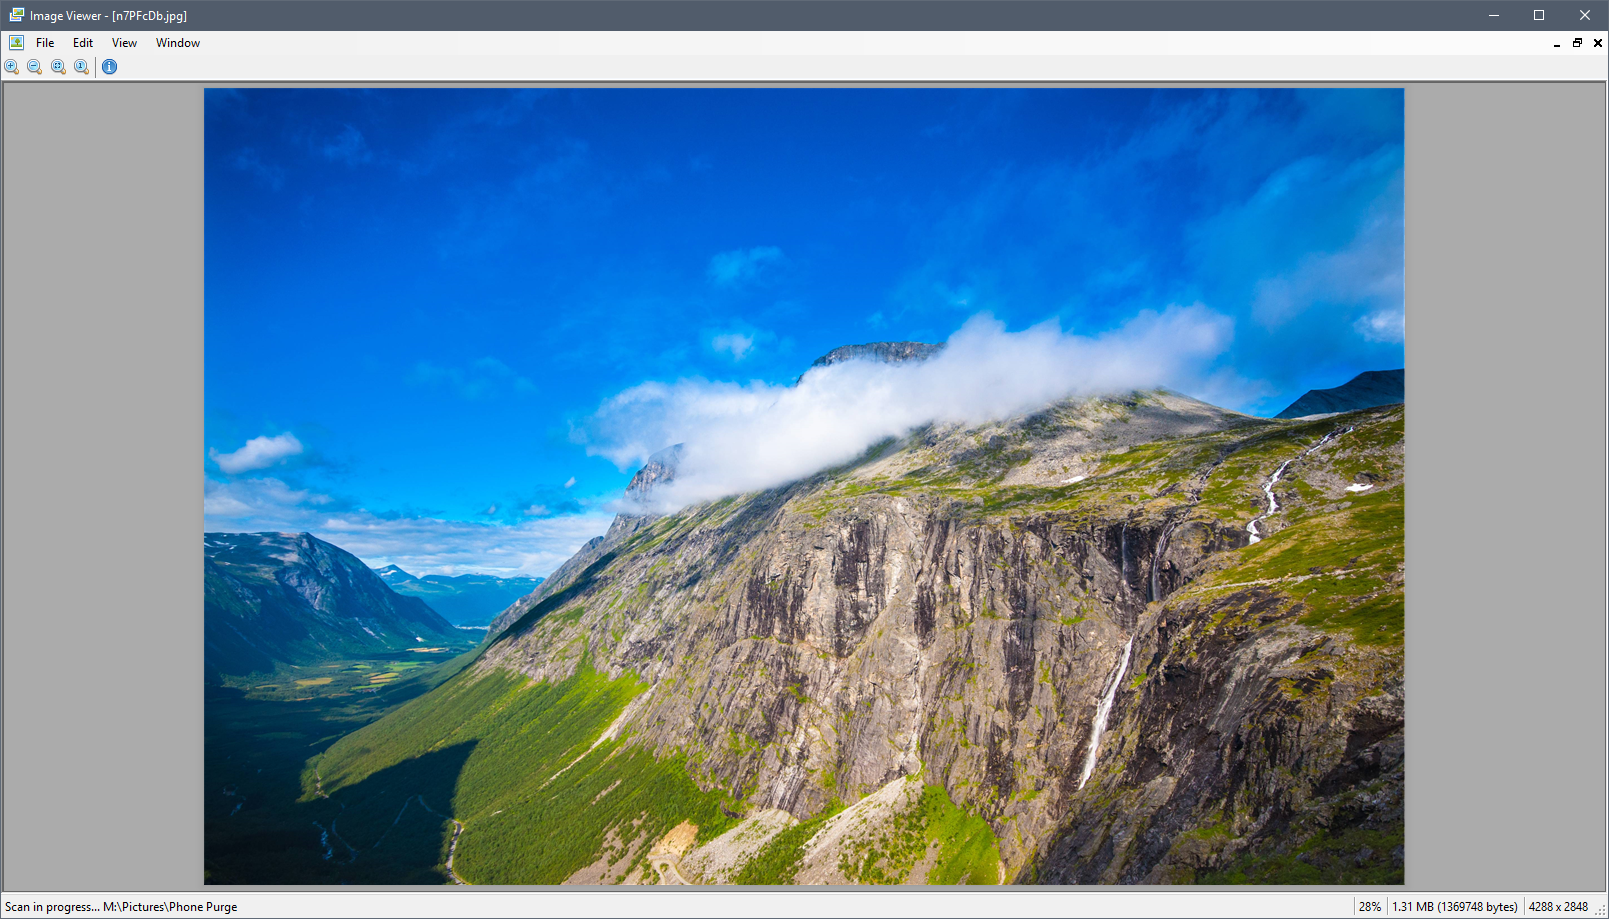 Image Viewer - [n7PFcDb.jpg]
File Edit View Window
Scan in progress... M:\Pictures\Phone Purge 28% 1.31 MB (1369748 bytes) 4288 x 2848